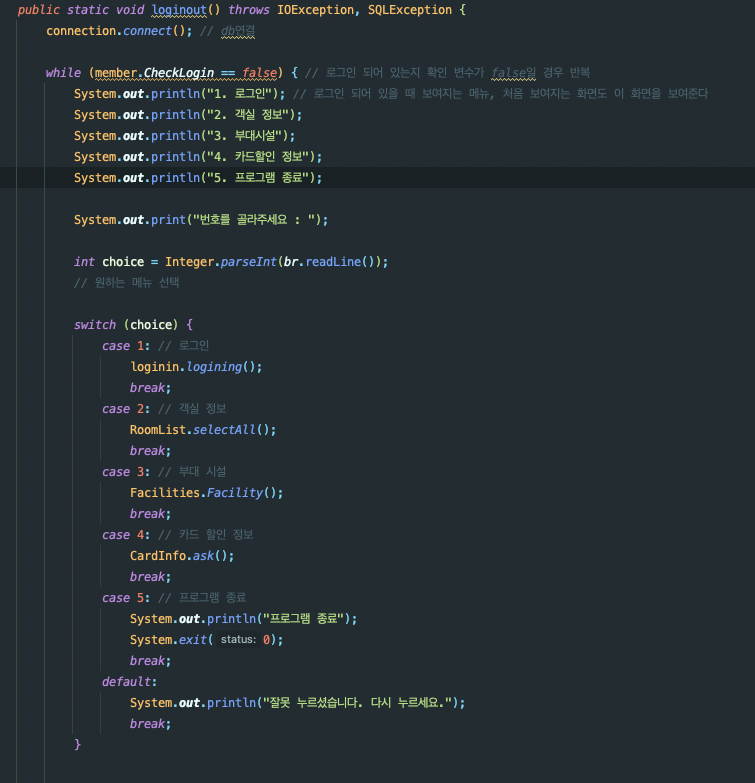 public static void loginout() throws IOException, SQLException {
connection.connect(); // db연결
while (member.CheckLogin == false) { // 로그인 되어 있는지 확인 변수가 false일 경우 반복
System.out.println("1. 로그인"); // 로그인 되어 있을 때 보여지는 메뉴, 처음 보여지는 화면도 이 화면을 보여준다
System.out.println("2. 객실 정보");
System.out.println("3. 부대시설");
System.out.println("4. 카드할인 정보");
System.out.println("5. 프로그램 종료");
System.out.print("번호를 골라주세요 : ");
int choice = Integer.parseInt(br.readLine());
// 원하는 메뉴 선택
switch (choice) {
case 1: // 로그인
loginin.logining();
break;
case 2: // 객실 정보
RoomList.selectAll();
break;
case 3: // 부대 시설
Facilities.Facility();
break;
case 4: // 카드 할인 정보
CardInfo.ask();
break;
case 5: // 프로그램 종료
System.out.println("프로그램 종료");
System.exit( status: 0);
break;
default:
System.out.println("잘못 누르셨습니다. 다시 누르세요.");
break;
}